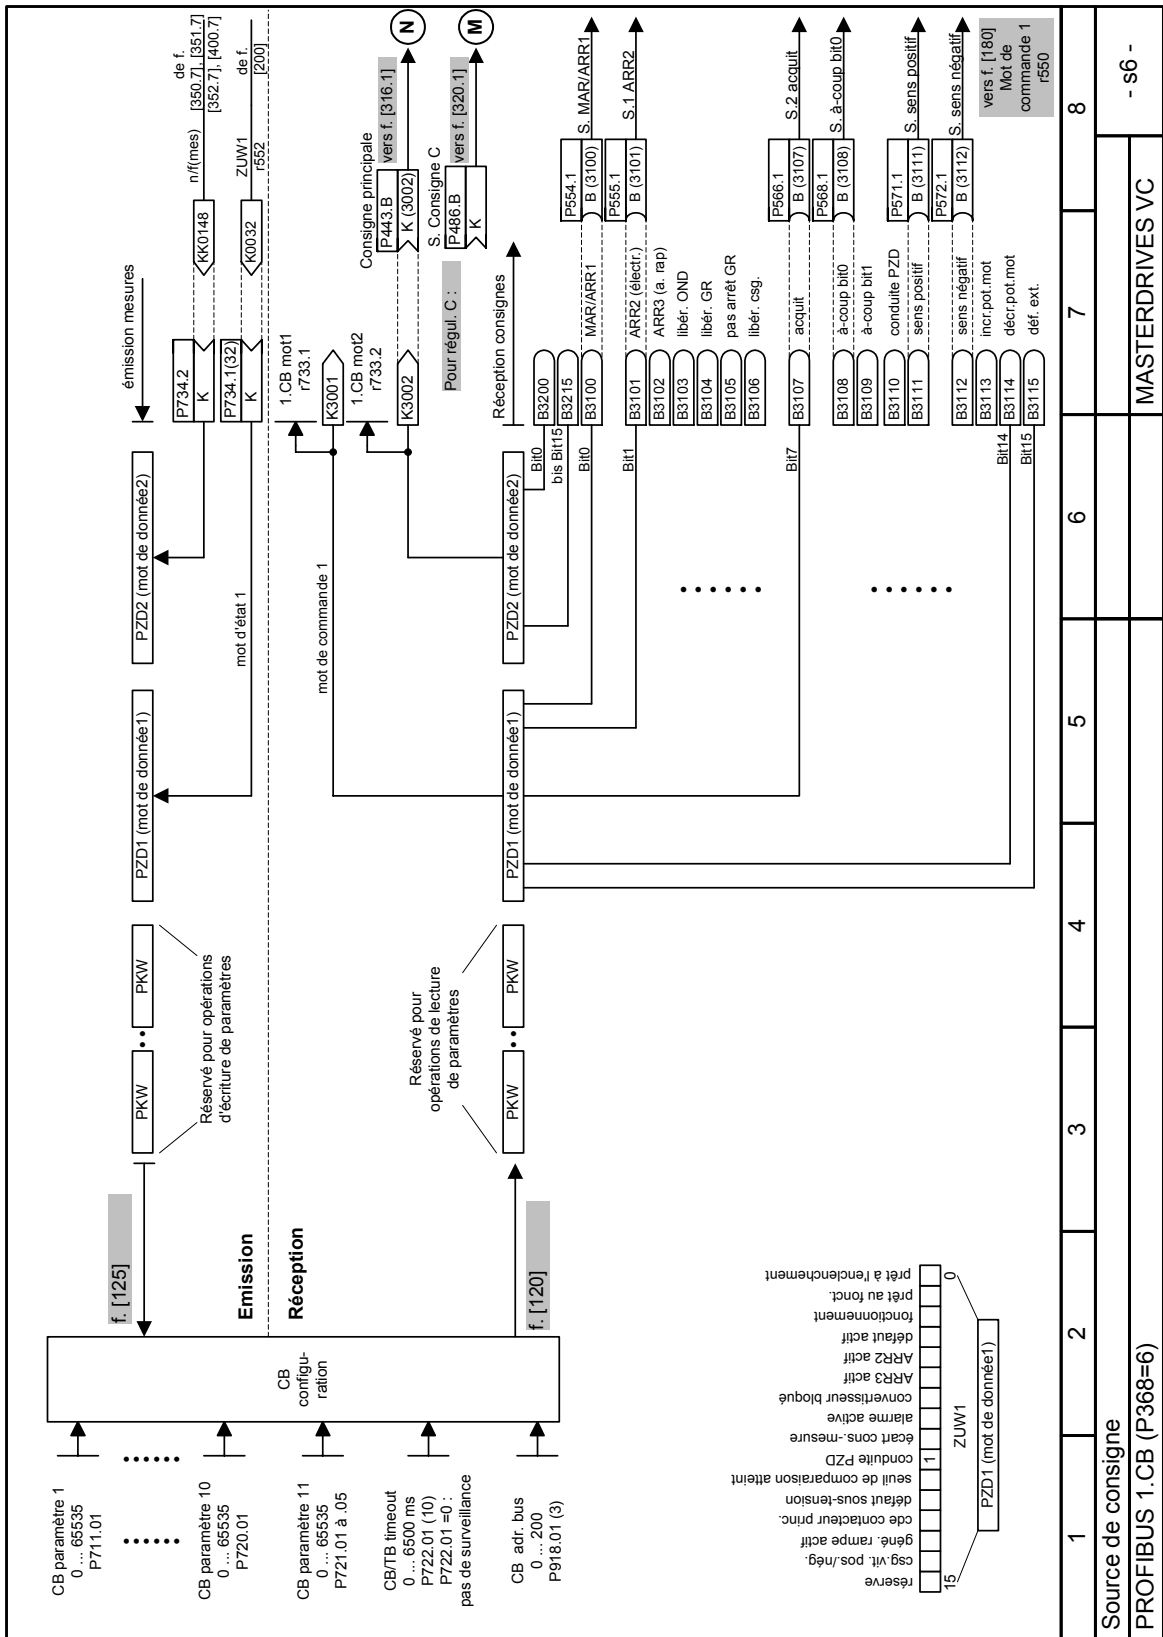 CB paramètre 1
0 ... 65535
P711.01
CB paramètre 10
0 ... 65535
P720.01
CB paramètre 11
0 ... 65535
P721.01 à .05
CB/TB timeout
0 ... 6500 ms
P722.01 (10)
P722.01 =0 :
pas de surveillance
CB adr. bus
0 ... 200
P918.01 (3)
CB
configu-
ration
f. [125]
Emission
Réception
f. [120]
PKW
PKW
Réservé pour opérations
d'écriture de paramètres
PZD1 (mot de donnée1)
PZD2 (mot de donnée2)
mot d'état 1
émission mesures
P734.2
K
KK0148
n/f(mes)
de f.
[350.7], [351.7]
[352.7], [400.7]
P734.1(32)
K
K0032
ZUW1
r552
de f.
[200]
Réservé pour
opérations de lecture
de paramètres
PKW
PKW
PZD1 (mot de donnée1)
PZD2 (mot de donnée2)
mot de commande 1
1.CB mot1
r733.1
K3001
1.CB mot2
r733.2
K3002
Consigne principale
P443.B
K (3002)
vers f. [316.1]
N
Pour régul. C :
S. Consigne C
P486.B
K
vers f. [320.1]
M
Réception consignes
Bit0
B3200
bis Bit15
B3215
Bit0
B3100
MAR/ARR1
P554.1
B (3100)
S. MAR/ARR1
Bit1
B3101
ARR2 (électr.)
P555.1
B (3101)
S.1 ARR2
B3102
ARR3 (a. rap)
B3103
libér. OND
B3104
libér. GR
B3105
pas arrêt GR
B3106
libér. csg.
Bit7
B3107
acquit
P566.1
B (3107)
S.2 acquit
B3108
à-coup bit0
P568.1
B (3108)
S. à-coup bit0
B3109
à-coup bit1
B3110
conduite PZD
B3111
sens positif
P571.1
B (3111)
S. sens positif
B3112
sens négatif
P572.1
B (3112)
S. sens négatif
B3113
incr.pot.mot
Bit14
B3114
décr.pot.mot
Bit15
B3115
déf. ext.
vers f. [180]
Mot de
commande 1
r550
prêt à l'enclenchement
prêt au fonct.
fonctionnement
défaut actif
ARR2 actif
ARR3 actif
convertisseur bloqué
alarme active
écart cons.-mesure
conduite PZD
seuil de comparaison atteint
défaut sous-tension
cde contacteur princ.
géné. rampe actif
csg.vit. pos./nég.
réserve
1
15
0
ZUW1
PZD1 (mot de donnée1)
1
2
3
4
5
6
7
8
Source de consigne
PROFIBUS 1.CB (P368=6)
MASTERDRIVES VC
- s6 -